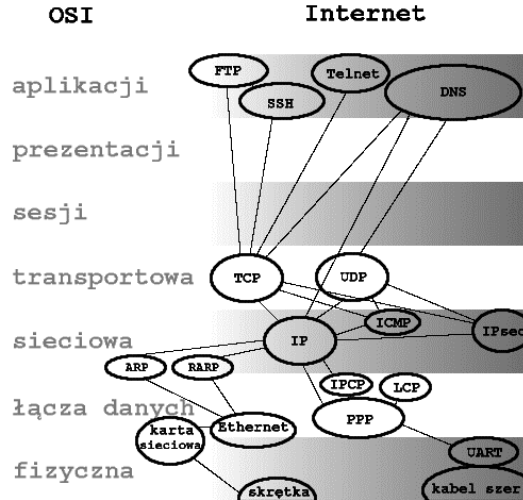 OSI Internet
FTP
Telnet
aplikacji
SSH
DNS
prezentacji
sesji
transportowa
TCP
UDP
ICMP
sieciowa
IP
IPsec
ARP
RARP
IPCP
LCP
łącza danych
PPP
karta
sieciowa
Ethernet
UART
fizyczna
skrętka
kabel szer